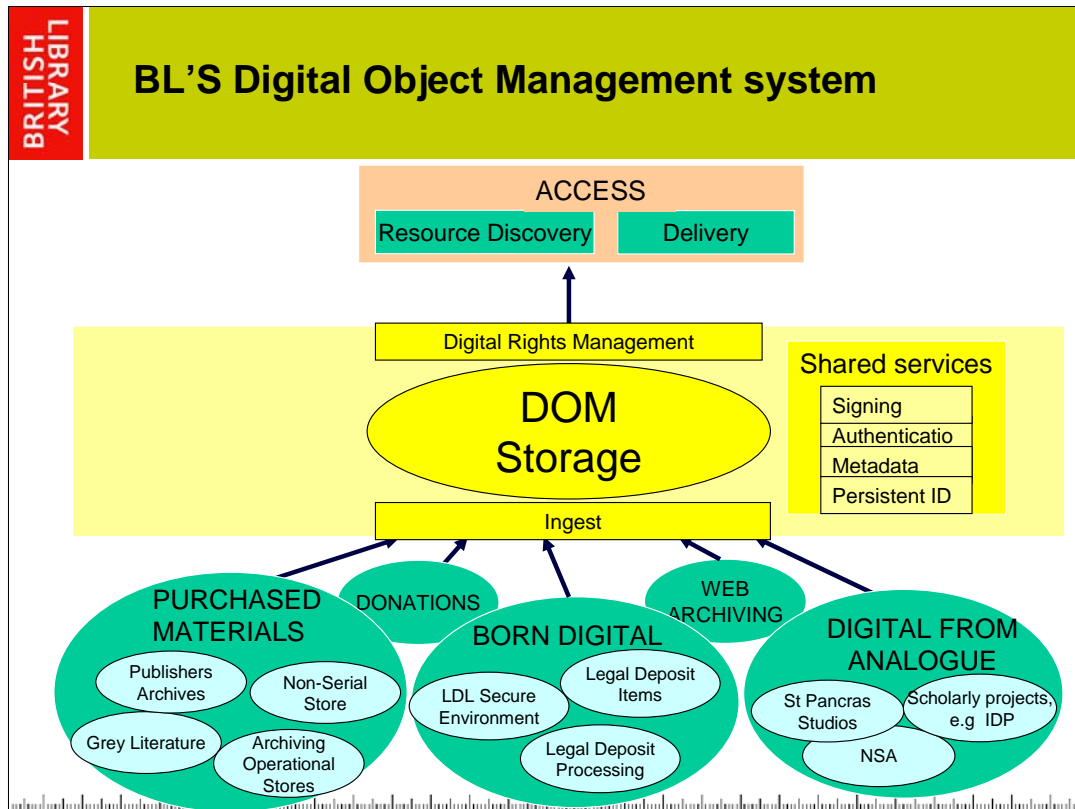 BRITISH
LIBRARY
BL'S Digital Object Management system
ACCESS
Resource Discovery
Delivery
Digital Rights Management
DOM
Storage
Ingest
Shared services
Signing
Authenticatio
Metadata
Persistent ID
PURCHASED
MATERIALS
Publishers
Archives
Non-Serial
Store
Grey Literature
Archiving
Operational
Stores
DONATIONS
BORN DIGITAL
LDL Secure
Environment
Legal Deposit
Items
Legal Deposit
Processing
WEB
ARCHIVING
DIGITAL FROM
ANALOGUE
St Pancras
Studios
Scholarly projects,
e.g IDP
NSA